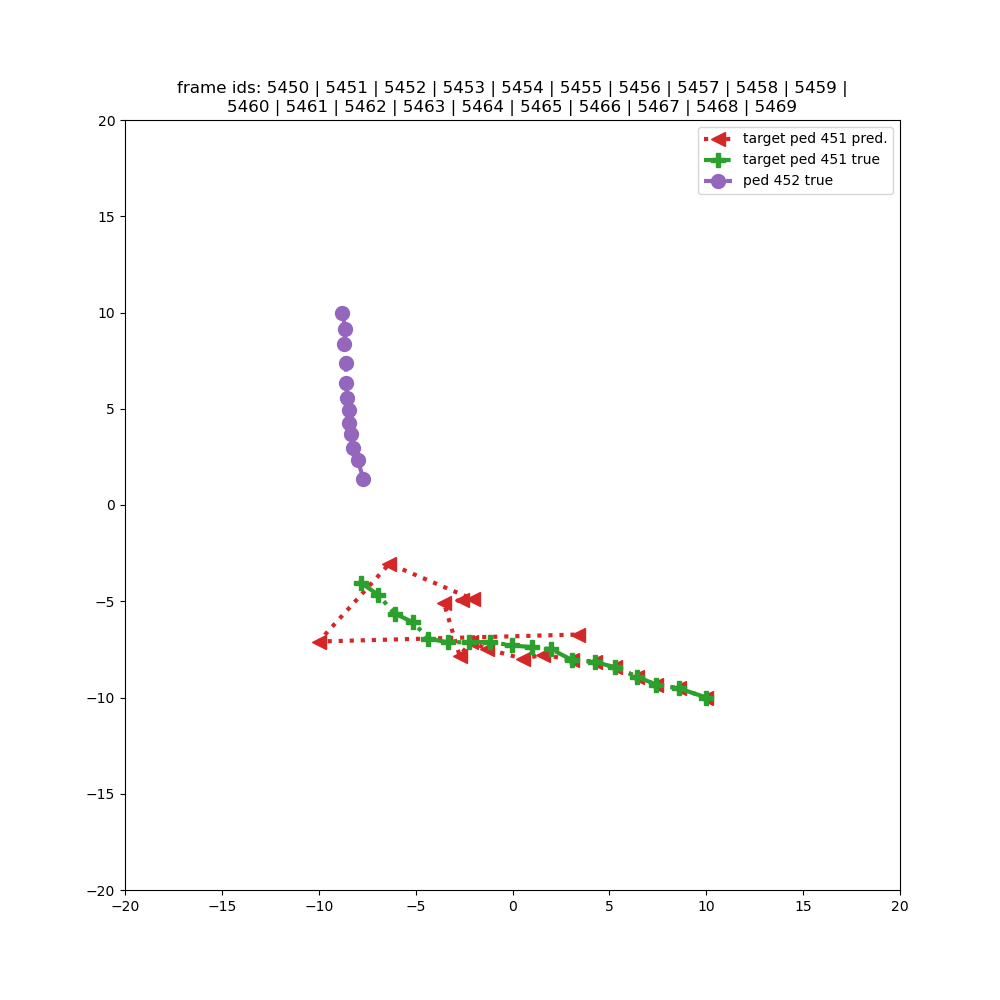 frame ids: 5450 | 5451 | 5452 | 5453 | 5454 | 5455 | 5456 | 5457 | 5458 | 5459 |
5460 | 5461 | 5462 | 5463 | 5464 | 5465 | 5466 | 5467 | 5468 | 5469
target ped 451 pred.
target ped 451 true
ped 452 true
20
15
10
5
0
−5
−10
−15
−20
−20 −15 −10 −5 0 5 10 15 20